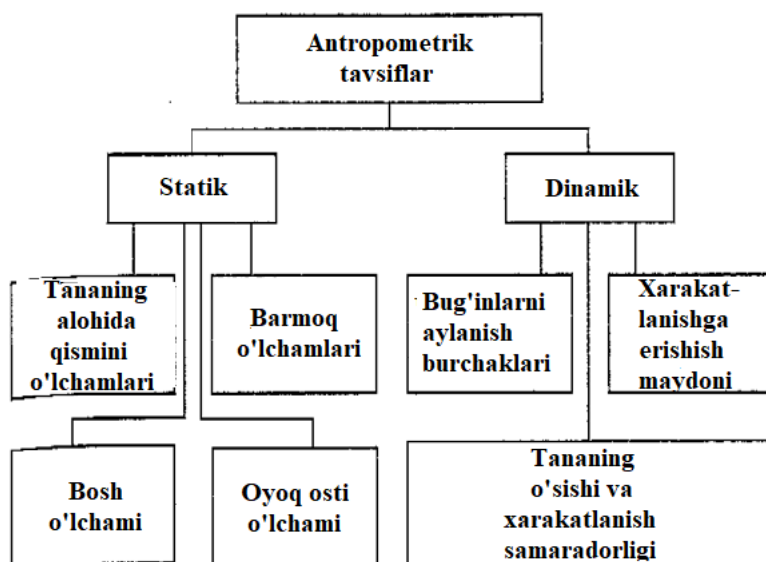 Antropometrik
tavsiflar
Statik
Dinamik
Tananing
alohida
qismini
o'lchamlari
Barmoq
o'lchamlari
Bug'inlarni
aylanish
burchaklari
Xarakat-
lanishga
erishish
maydoni
Bosh
o'lchami
Oyoq osti
o'lchami
Tananing
o'sishi va
xarakatlanish
samaradorligi